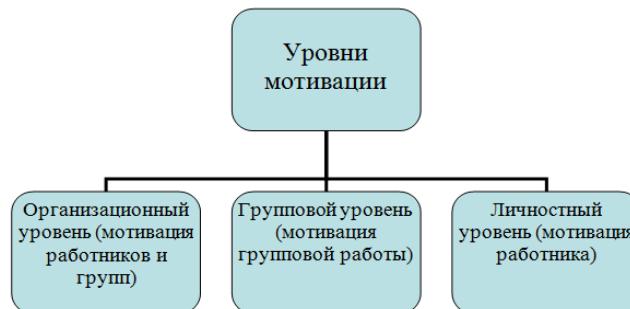 Уровни
мотивации
Организационный
уровень (мотивация
работников и
групп)
Групповой уровень
(мотивация
групповой работы)
Личностный
уровень (мотивация
работника)